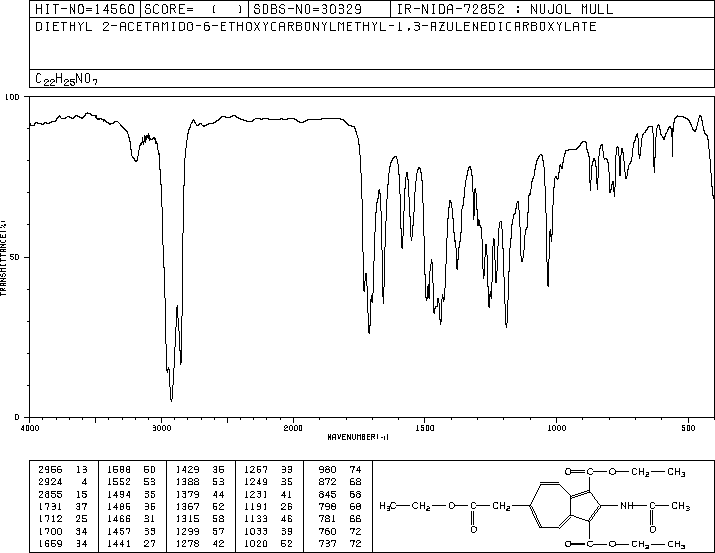 HIT-NO=14560 SCORE= ( ) SDBS-NO=30329 IR-NIDA-72852 : NUJOL MULL
DIETHYL 2-ACETAMIDO-6-ETHOXYCARBONYLMETHYL-1,3-AZULENEDICARBOXYLATE
C22H25NO7
100
50
0
TRANSMITTANCE(%)
4000 3000 2000 1500 1000 500
WAVENUMBER(-1)
2966 13 1588 50 1429 36 1267 33 980 74
2924 4 1552 53 1388 53 1249 35 872 68
2855 15 1494 35 1379 44 1231 41 845 68
1731 37 1486 36 1367 52 1191 26 798 68
1712 25 1466 31 1315 58 1133 46 781 66
1700 34 1457 33 1299 57 1033 39 760 72
1659 34 1441 27 1278 42 1020 52 737 72
O=C—O—CH2—CH3
H3C—CH2—O—C—CH2
O
NH—C—CH3
O
O=C—O—CH2—CH3